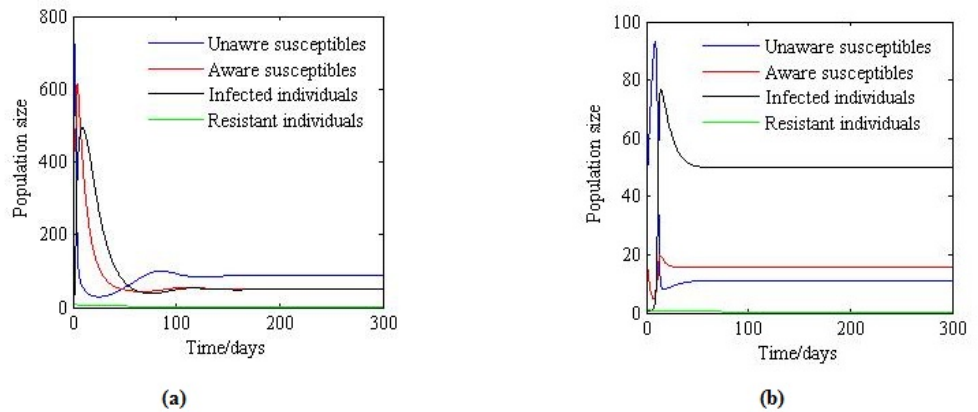 800
600
400
200
0
Population size
Unawre susceptibles
Aware susceptibles
Infected individuals
Resistant individuals
0 100 200 300
Time/days
(a)
100
80
60
40
20
0
Population size
Unaware susceptibles
Aware susceptibles
Infected individuals
Resistant individuals
0 100 200 300
Time/days
(b)